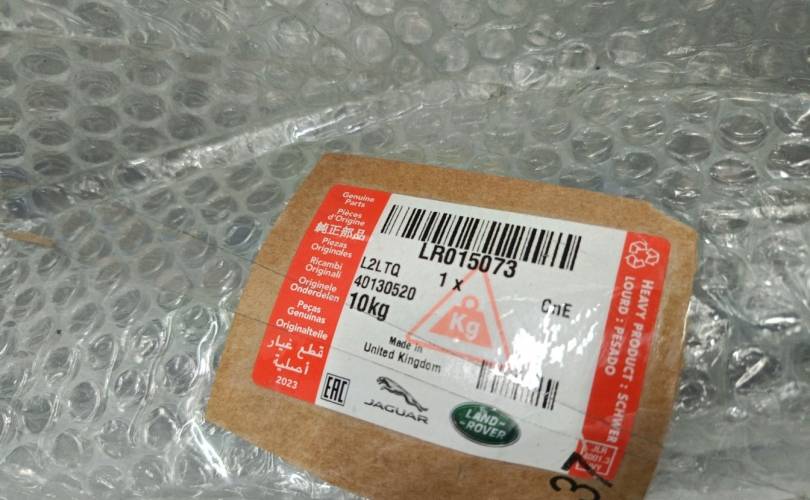 Genuine
Parts
Pièces
d'Origine
純正部品
Piezas
Originales
Ricambi
Originali
Originele
Onderdelen
Peças
Genuínas
Originalteile
قطع غيار
أصلية
2023
LR015073
L2LTQ
1 x
40130520
10kg
Kg
Made in
United Kingdom
EAC
JAGUAR
LAND-
-ROVER
HEAVY PRODUCT : SCHWER
LOURD : PESADO
JLR
37